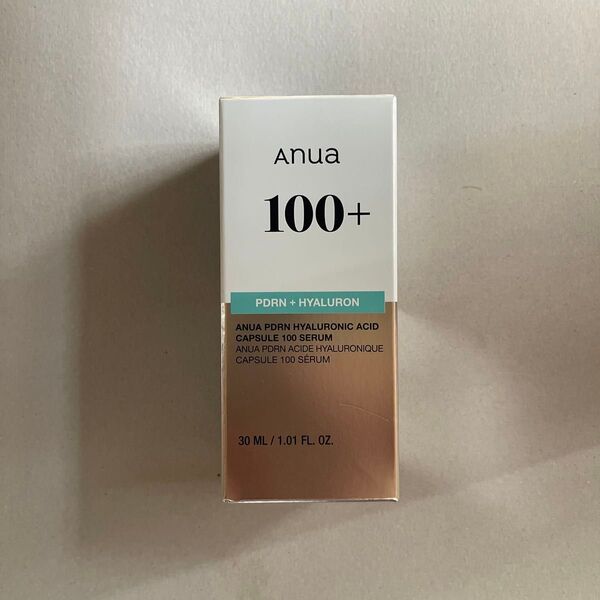 Anua
100+
PDRN + HYALURON
ANUA PDRN HYALURONIC ACID
CAPSULE 100 SERUM
ANUA PDRN ACIDE HYALURONIQUE
CAPSULE 100 SÉRUM
30 ML / 1.01 FL. OZ.